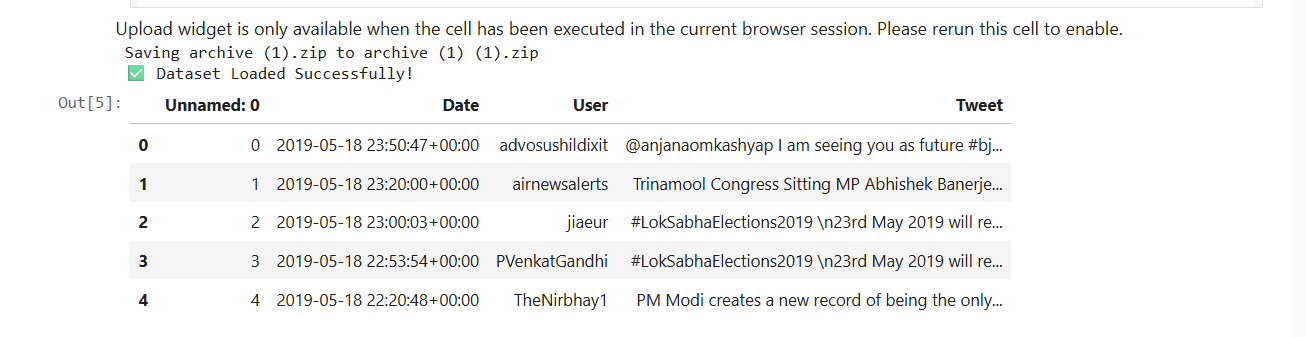 Upload widget is only available when the cell has been executed in the current browser session. Please rerun this cell to enable.
Saving archive (1).zip to archive (1) (1).zip
✅ Dataset Loaded Successfully!
Out[5]: Unnamed: 0 Date User Tweet
0 0 2019-05-18 23:50:47+00:00 advosushildixit @anjanaomkashyap I am seeing you as future #bj...
1 1 2019-05-18 23:20:00+00:00 airnewsalerts Trinamool Congress Sitting MP Abhishek Banerje...
2 2 2019-05-18 23:00:03+00:00 jiaeur #LokSabhaElections2019 \n23rd May 2019 will re...
3 3 2019-05-18 22:53:54+00:00 PVenkatGandhi #LokSabhaElections2019 \n23rd May 2019 will re...
4 4 2019-05-18 22:20:48+00:00 TheNirbhay1 PM Modi creates a new record of being the only...